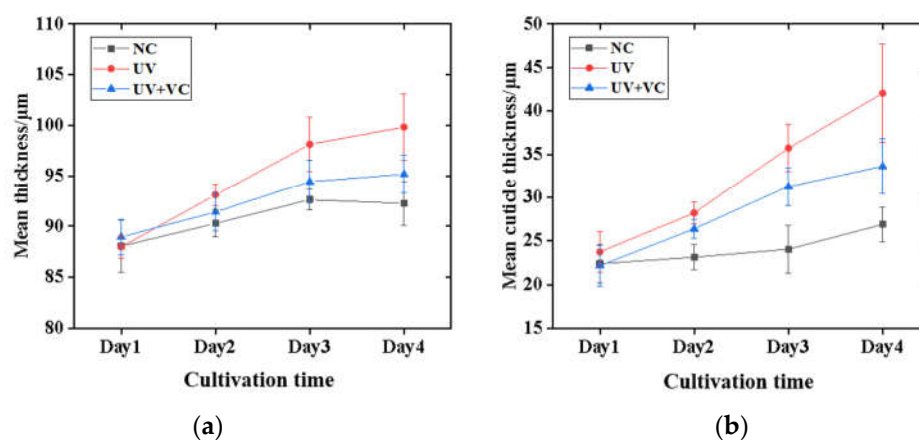 110
105
100
95
90
85
80
Mean thickness/μm
NC
UV
UV+VC
Day1 Day2 Day3 Day4
Cultivation time
(a)
50
45
40
35
30
25
20
15
Mean cuticle thickness/μm
NC
UV
UV+VC
Day1 Day2 Day3 Day4
Cultivation time
(b)